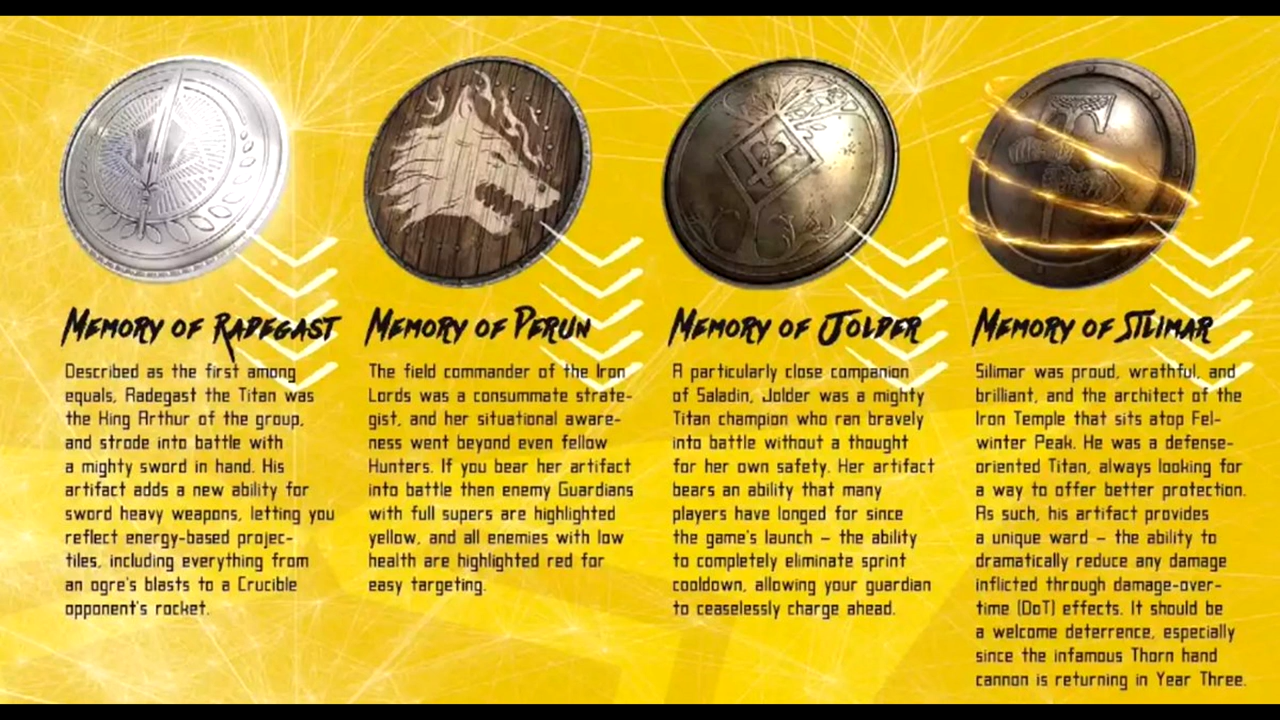 Memory of Radegast
Described as the first among
equals, Radegast the Titan was
the King Arthur of the group,
and strode into battle with
a mighty sword in hand. His
artifact adds a new ability for
sword heavy weapons, letting you
reflect energy-based projec-
tiles, including everything from
an ogre's blasts to a Crucible
opponent's rocket.
Memory of Perun
The field commander of the Iron
Lords was a consummate strate-
gist, and her situational aware-
ness went beyond even fellow
Hunters. If you bear her artifact
into battle then enemy Guardians
with full supers are highlighted
yellow, and all enemies with low
health are highlighted red for
easy targeting.
Memory of Jolder
A particularly close companion
of Saladin, Jolder was a mighty
Titan champion who ran bravely
into battle without a thought
for her own safety. Her artifact
bears an ability that many
players have longed for since
the game's launch – the ability
to completely eliminate sprint
cooldown, allowing your guardian
to ceaselessly charge ahead.
Memory of Silimar
Silimar was proud, wrathful, and
brilliant, and the architect of the
Iron Temple that sits atop Fel-
winter Peak. He was a defense-
oriented Titan, always looking for
a way to offer better protection.
As such, his artifact provides
a unique ward – the ability to
dramatically reduce any damage
inflicted through damage-over-
time (DoT) effects. It should be
a welcome deterrence, especially
since the infamous Thorn hand
cannon is returning in Year Three.